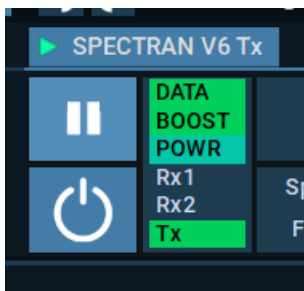 SPECTRAN V6 Tx
DATA
BOOST
POWR
Rx1
Rx2
Tx